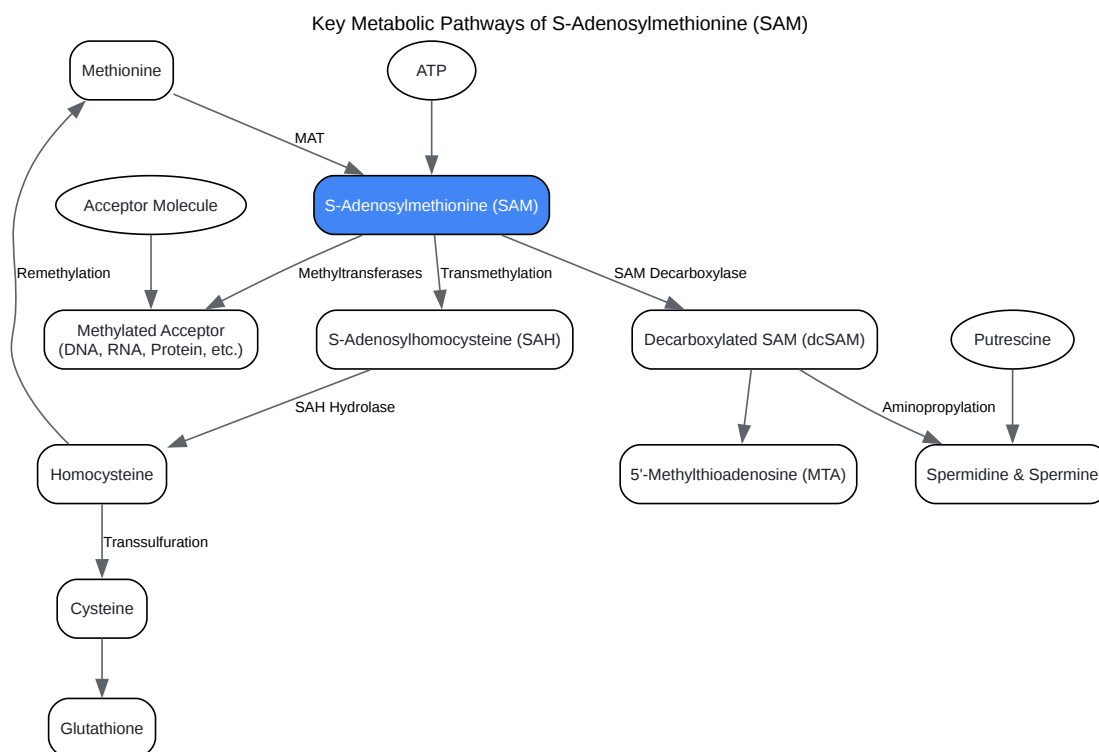 Key Metabolic Pathways of S-Adenosylmethionine (SAM)
Methionine
ATP
MAT
Acceptor Molecule
S-Adenosylmethionine (SAM)
Remethylation
Methyltransferases
Transmethylation
SAM Decarboxylase
Methylated Acceptor
(DNA, RNA, Protein, etc.)
S-Adenosylhomocysteine (SAH)
Decarboxylated SAM (dcSAM)
Putrescine
SAH Hydrolase
Aminopropylation
Homocysteine
5'-Methylthioadenosine (MTA)
Spermidine & Spermine
Transsulfuration
Cysteine
Glutathione